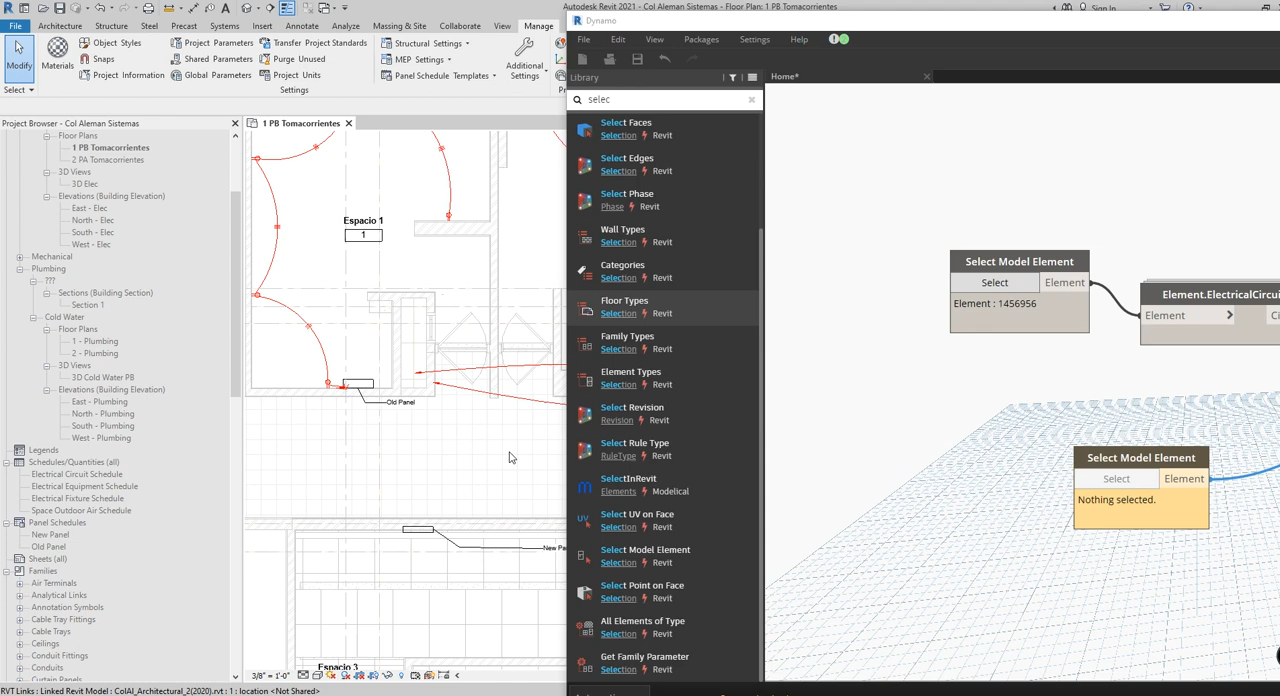 Autodesk Revit 2021 - Col Aleman Sistemas - Floor Plan: 1 PB Tomacorrientes
Sign In
File Architecture Structure Steel Precast Systems Insert Annotate Analyze Massing & Site Collaborate View Manage
Modify
Materials
Object Styles
Snaps
Project Information
Project Parameters
Shared Parameters
Global Parameters
Transfer Project Standards
Purge Unused
Project Units
Structural Settings
MEP Settings
Panel Schedule Templates
Additional
Settings
Select
Settings
Project Browser - Col Aleman Sistemas
Floor Plans
1 PB Tomacorrientes
2 PA Tomacorrientes
3D Views
3D Elec
Elevations (Building Elevation)
East - Elec
North - Elec
South - Elec
West - Elec
Mechanical
Plumbing
???
Sections (Building Section)
Section 1
Cold Water
Floor Plans
1 - Plumbing
2 - Plumbing
3D Views
3D Cold Water PB
Elevations (Building Elevation)
East - Plumbing
North - Plumbing
South - Plumbing
West - Plumbing
Legends
Schedules/Quantities (all)
Electrical Circuit Schedule
Electrical Equipment Schedule
Electrical Fixture Schedule
Space Outdoor Air Schedule
Panel Schedules
New Panel
Old Panel
Sheets (all)
Families
Air Terminals
Analytical Links
Annotation Symbols
Cable Tray Fittings
Cable Trays
Ceilings
Conduit Fittings
Conduits
1 PB Tomacorrientes
Espacio 1
1
Old Panel
Espacio 3
3/8" = 1'-0"
RVT Links : Linked Revit Model : ColAl_Architectural_2(2020).rvt : 1 : location <Not Shared>
Dynamo
File Edit View Packages Settings Help
Library
selec
Select Faces
Selection Revit
Select Edges
Selection Revit
Select Phase
Phase Revit
Wall Types
Selection Revit
Categories
Selection Revit
Floor Types
Selection Revit
Family Types
Selection Revit
Element Types
Selection Revit
Select Revision
Revision Revit
Select Rule Type
RuleType Revit
SelectInRevit
Elements Modelical
Select UV on Face
Selection Revit
Select Model Element
Selection Revit
Select Point on Face
Selection Revit
All Elements of Type
Selection Revit
Get Family Parameter
Selection Revit
Home*
Select Model Element
Select Element
Element : 1456956
Element.ElectricalCircui
Element > Ci
Select Model Element
Select Element
Nothing selected.